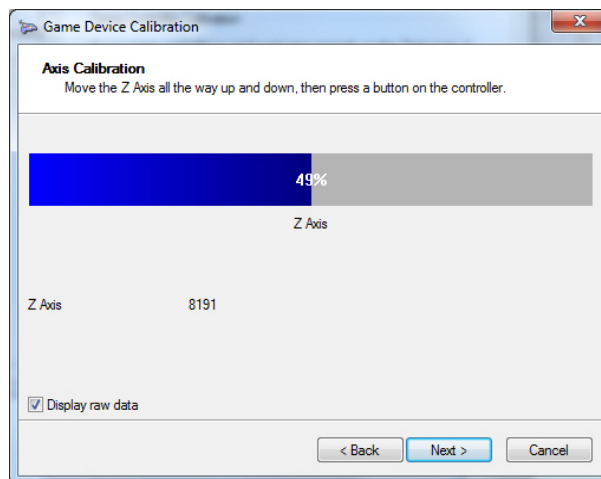 Game Device Calibration
Axis Calibration
Move the Z Axis all the way up and down, then press a button on the controller.
49%
Z Axis
Z Axis 8191
Display raw data
< Back Next > Cancel